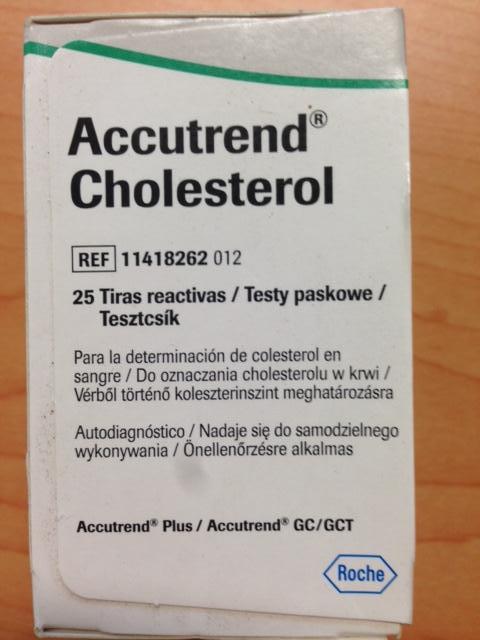 Accutrend®
Cholesterol
REF 11418262 012
25 Tiras reactivas / Testy paskowe /
Tesztcsík
Para la determinación de colesterol en
sangre / Do oznaczania cholesterolu w krwi /
Vérből történő koleszterinszint meghatározásra
Autodiagnóstico / Nadaje się do samodzielnego
wykonywania / Önellenőrzésre alkalmas
Accutrend® Plus / Accutrend® GC/GCT
Roche